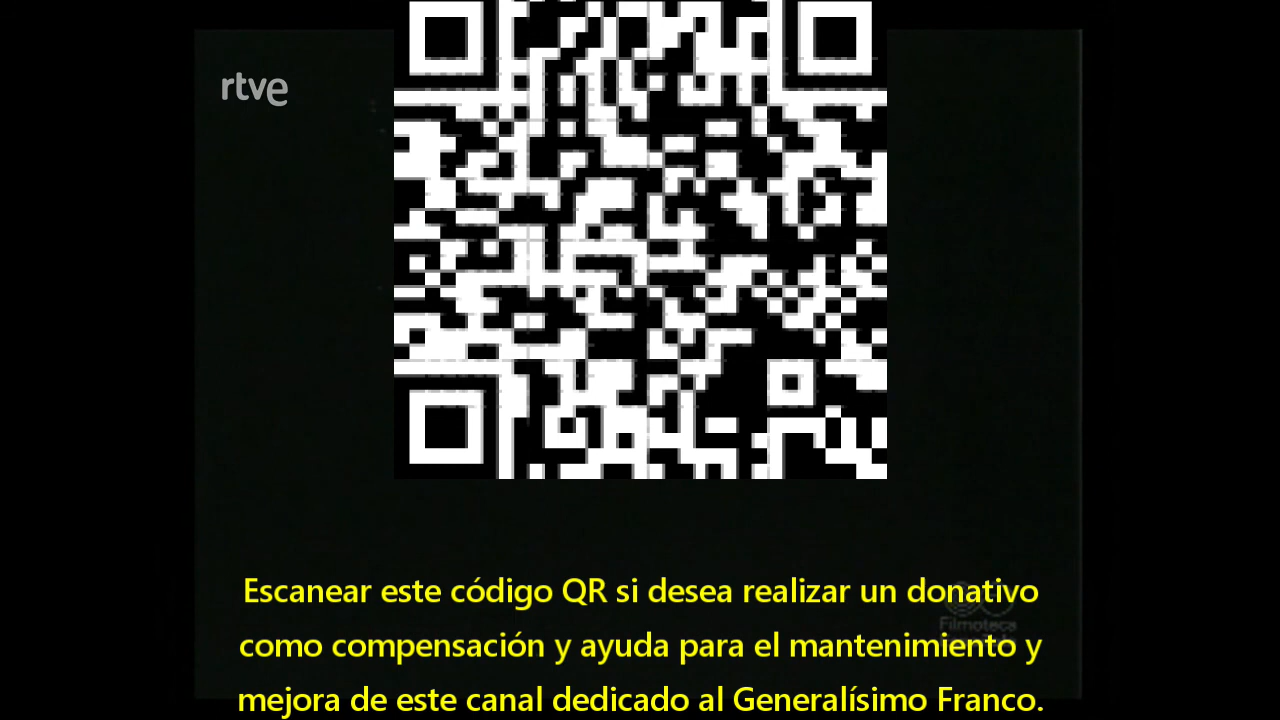 rtve
Escanear este código QR si desea realizar un donativo
Filmoteca
como compensación y ayuda para el mantenimiento y
mejora de este canal dedicado al Generalísimo Franco.